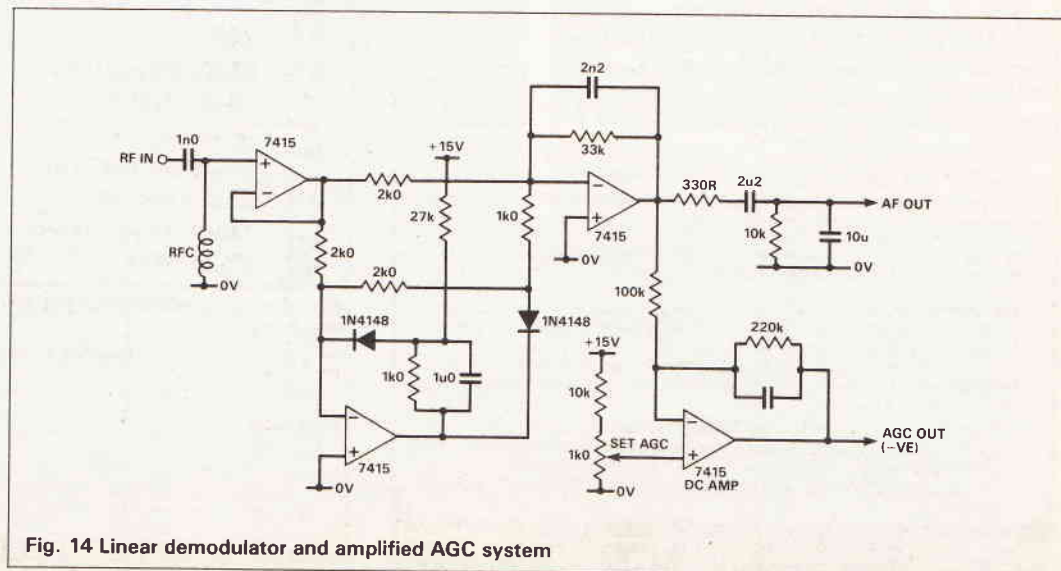 2n2
7415
33k
1n0
+15V
RF IN
+
−
2k0
27k
1k0
−
+
7415
330R
2u2
AF OUT
10k
10u
0V
0V
RFC
0V
2k0
2k0
100k
1N4148
1N4148
+15V
220k
1k0
1u0
10k
−
+
7415
0V
SET AGC
1k0
0V
−
+
7415
DC AMP
AGC OUT
(−VE)
Fig. 14 Linear demodulator and amplified AGC system